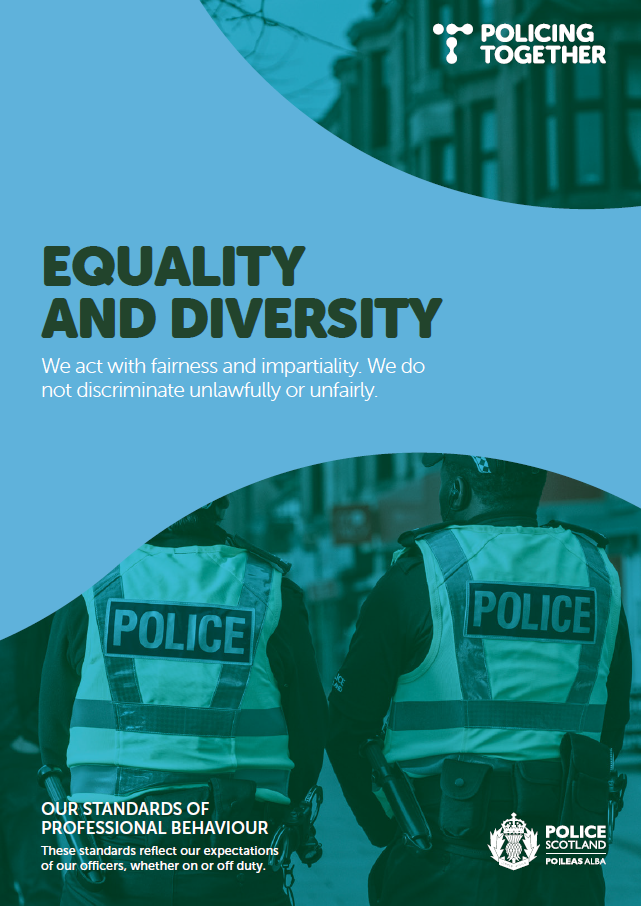 POLICING
TOGETHER
EQUALITY
AND DIVERSITY
We act with fairness and impartiality. We do
not discriminate unlawfully or unfairly.
POLICE
POLICE
OUR STANDARDS OF
PROFESSIONAL BEHAVIOUR
These standards reflect our expectations
of our officers, whether on or off duty.
POLICE
SCOTLAND
POILEAS ALBA